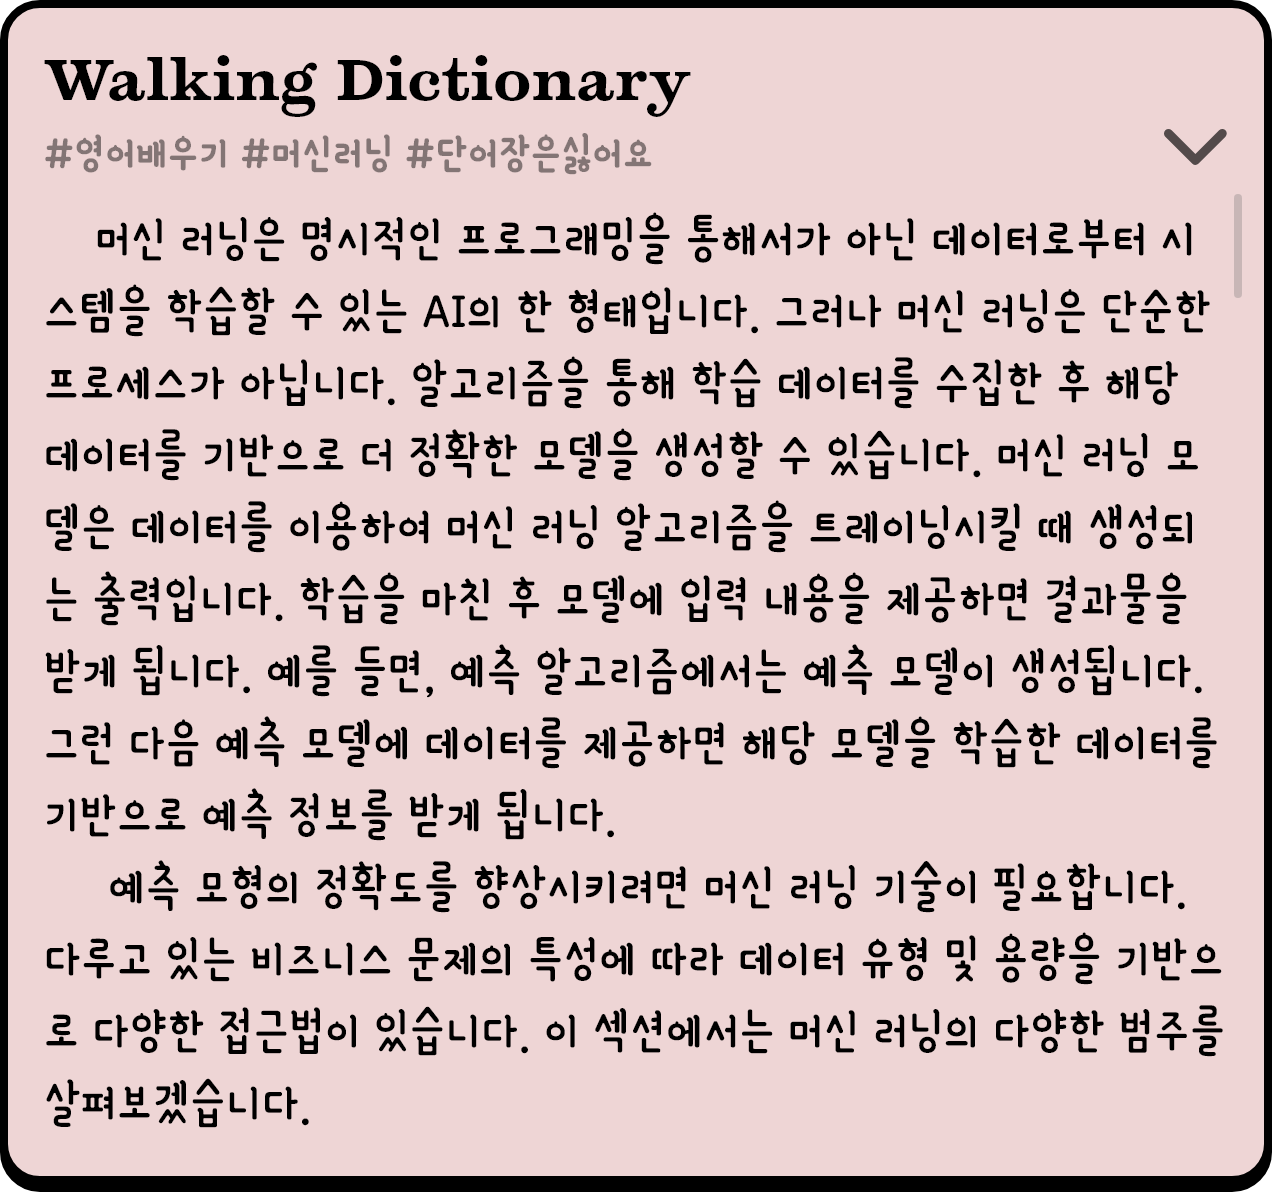 Walking Dictionary
#영어배우기 #머신러닝 #단어장은싫어요
머신 러닝은 명시적인 프로그래밍을 통해서가 아닌 데이터로부터 시
스템을 학습할 수 있는 AI의 한 형태입니다. 그러나 머신 러닝은 단순한
프로세스가 아닙니다. 알고리즘을 통해 학습 데이터를 수집한 후 해당
데이터를 기반으로 더 정확한 모델을 생성할 수 있습니다. 머신 러닝 모
델은 데이터를 이용하여 머신 러닝 알고리즘을 트레이닝시킬 때 생성되
는 출력입니다. 학습을 마친 후 모델에 입력 내용을 제공하면 결과물을
받게 됩니다. 예를 들면, 예측 알고리즘에서는 예측 모델이 생성됩니다.
그런 다음 예측 모델에 데이터를 제공하면 해당 모델을 학습한 데이터를
기반으로 예측 정보를 받게 됩니다.
예측 모형의 정확도를 향상시키려면 머신 러닝 기술이 필요합니다.
다루고 있는 비즈니스 문제의 특성에 따라 데이터 유형 및 용량을 기반으
로 다양한 접근법이 있습니다. 이 섹션에서는 머신 러닝의 다양한 범주를
살펴보겠습니다.